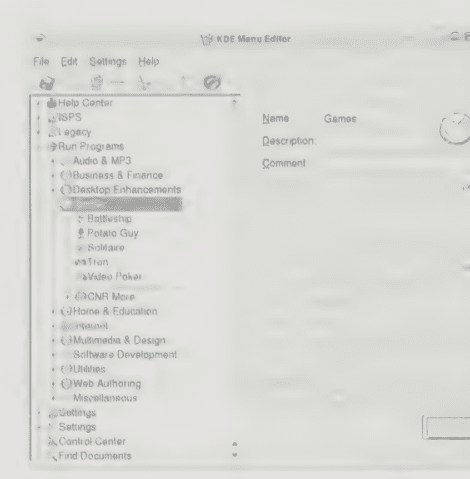 KDE Menu Editor
File Edit Settings Help
Help Center
ISPS
Legacy
Run Programs
Audio & MP3
Business & Finance
Desktop Enhancements
Battleship
Potato Guy
Solitaire
Tron
Video Poker
CNR More
Home & Education
Internet
Multimedia & Design
Software Development
Utilities
Web Authoring
Miscellaneous
Settings
Settings
Control Center
Find Documents
Name Games
Description:
Comment